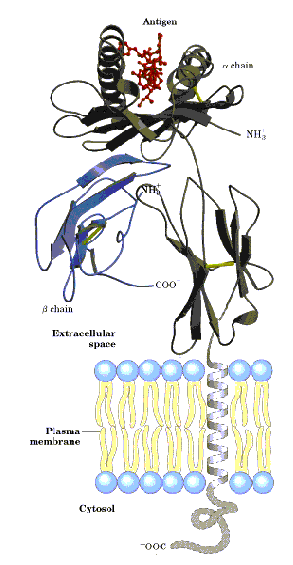 Antigen
α chain
NH₃⁺
NH₃⁺
COO⁻
β chain
Extracellular
space
Plasma
membrane
Cytosol
⁻OOC